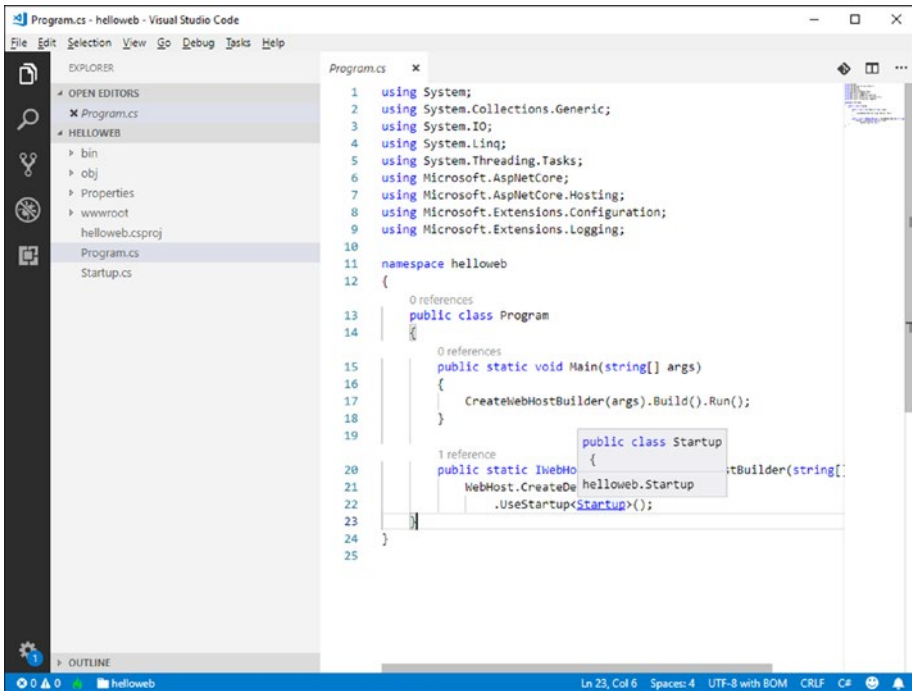 Program.cs - helloweb - Visual Studio Code
File Edit Selection View Go Debug Tasks Help
EXPLORER
OPEN EDITORS
Program.cs
HELLOWEB
bin
obj
Properties
wwwroot
helloweb.csproj
Program.cs
Startup.cs
OUTLINE
Program.cs
1 using System;
2 using System.Collections.Generic;
3 using System.IO;
4 using System.Linq;
5 using System.Threading.Tasks;
6 using Microsoft.AspNetCore;
7 using Microsoft.AspNetCore.Hosting;
8 using Microsoft.Extensions.Configuration;
9 using Microsoft.Extensions.Logging;
10
11 namespace helloweb
12 {
0 references
13 public class Program
14 {
0 references
15 public static void Main(string[] args)
16 {
17 CreateWebHostBuilder(args).Build().Run();
18 }
19
public class Startup
{
helloweb.Startup
1 reference
20 public static IWebHo tBuilder(string[]
21 WebHost.CreateDe
22 .UseStartup<Startup>();
23 }
24 }
25
1
0 0 helloweb Ln 23, Col 6 Spaces: 4 UTF-8 with BOM CRLF C#